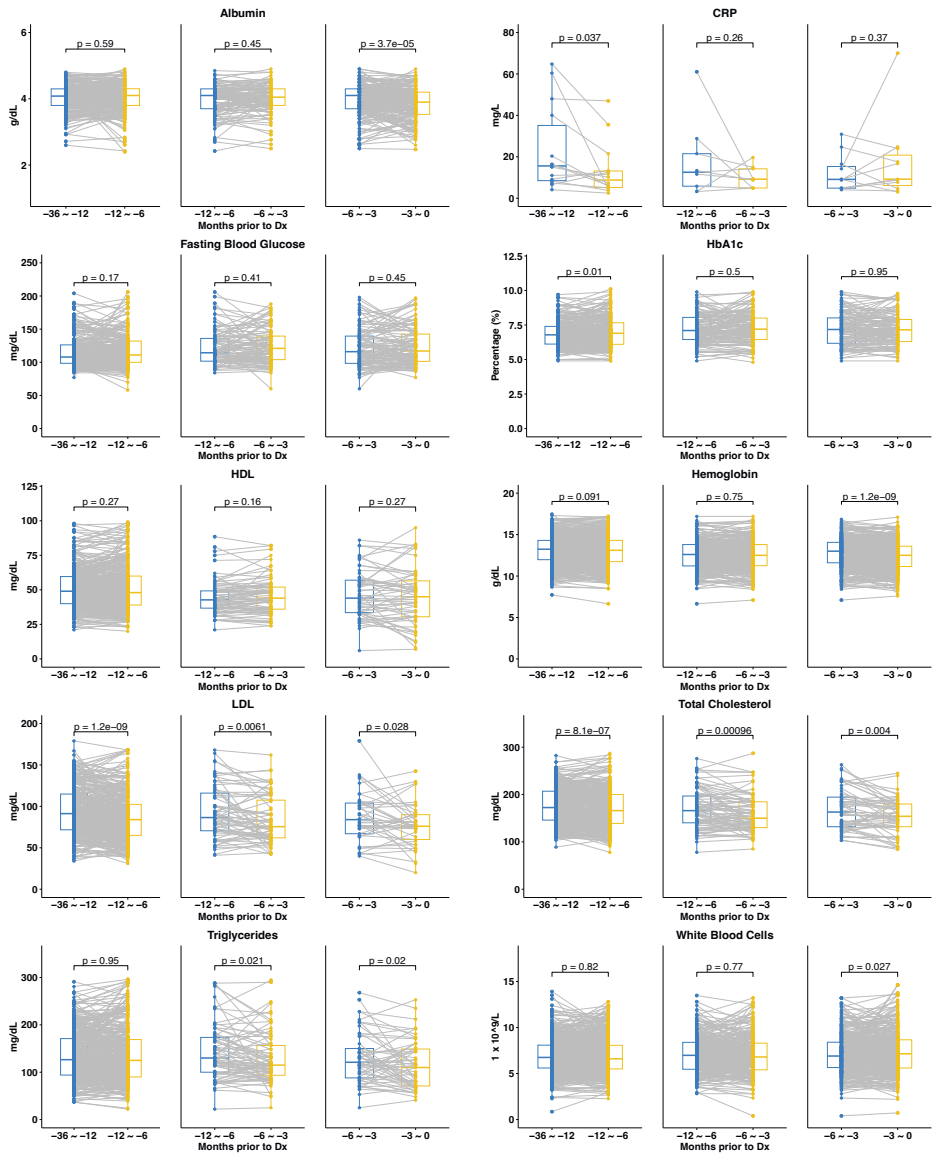 Albumin
6
4
2
g/dL
p = 0.59
p = 0.45
p = 3.7e−05
−36 ~ −12
−12 ~ −6
−12 ~ −6
−6 ~ −3
−6 ~ −3
−3 ~ 0
Months prior to Dx
CRP
80
60
40
20
0
mg/L
p = 0.037
p = 0.26
p = 0.37
−36 ~ −12
−12 ~ −6
−12 ~ −6
−6 ~ −3
−6 ~ −3
−3 ~ 0
Months prior to Dx
Fasting Blood Glucose
250
200
150
100
50
0
mg/dL
p = 0.17
p = 0.41
p = 0.45
−36 ~ −12
−12 ~ −6
−12 ~ −6
−6 ~ −3
−6 ~ −3
−3 ~ 0
Months prior to Dx
HbA1c
12.5
10.0
7.5
5.0
2.5
0.0
Percentage (%)
p = 0.01
p = 0.5
p = 0.95
−36 ~ −12
−12 ~ −6
−12 ~ −6
−6 ~ −3
−6 ~ −3
−3 ~ 0
Months prior to Dx
HDL
125
100
75
50
25
0
mg/dL
p = 0.27
p = 0.16
p = 0.27
−36 ~ −12
−12 ~ −6
−12 ~ −6
−6 ~ −3
−6 ~ −3
−3 ~ 0
Months prior to Dx
Hemoglobin
20
15
10
5
0
g/dL
p = 0.091
p = 0.75
p = 1.2e−09
−36 ~ −12
−12 ~ −6
−12 ~ −6
−6 ~ −3
−6 ~ −3
−3 ~ 0
Months prior to Dx
LDL
200
150
100
50
0
mg/dL
p = 1.2e−09
p = 0.0061
p = 0.028
−36 ~ −12
−12 ~ −6
−12 ~ −6
−6 ~ −3
−6 ~ −3
−3 ~ 0
Months prior to Dx
Total Cholesterol
300
200
100
0
mg/dL
p = 8.1e−07
p = 0.00096
p = 0.004
−36 ~ −12
−12 ~ −6
−12 ~ −6
−6 ~ −3
−6 ~ −3
−3 ~ 0
Months prior to Dx
Triglycerides
300
200
100
0
mg/dL
p = 0.95
p = 0.021
p = 0.02
−36 ~ −12
−12 ~ −6
−12 ~ −6
−6 ~ −3
−6 ~ −3
−3 ~ 0
Months prior to Dx
White Blood Cells
15
10
5
0
1 x 10^9/L
p = 0.82
p = 0.77
p = 0.027
−36 ~ −12
−12 ~ −6
−12 ~ −6
−6 ~ −3
−6 ~ −3
−3 ~ 0
Months prior to Dx